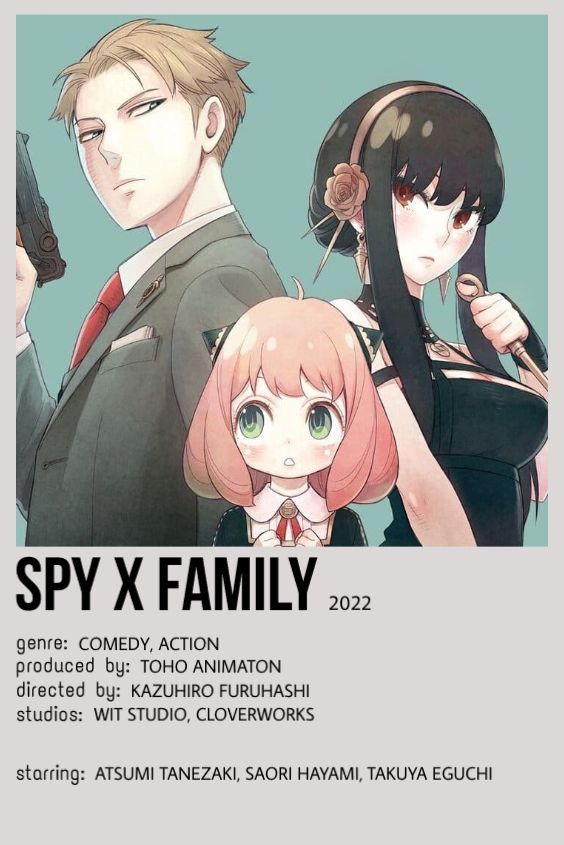 SPY X FAMILY 2022
genre: COMEDY, ACTION
produced by: TOHO ANIMATON
directed by: KAZUHIRO FURUHASHI
studios: WIT STUDIO, CLOVERWORKS
starring: ATSUMI TANEZAKI, SAORI HAYAMI, TAKUYA EGUCHI